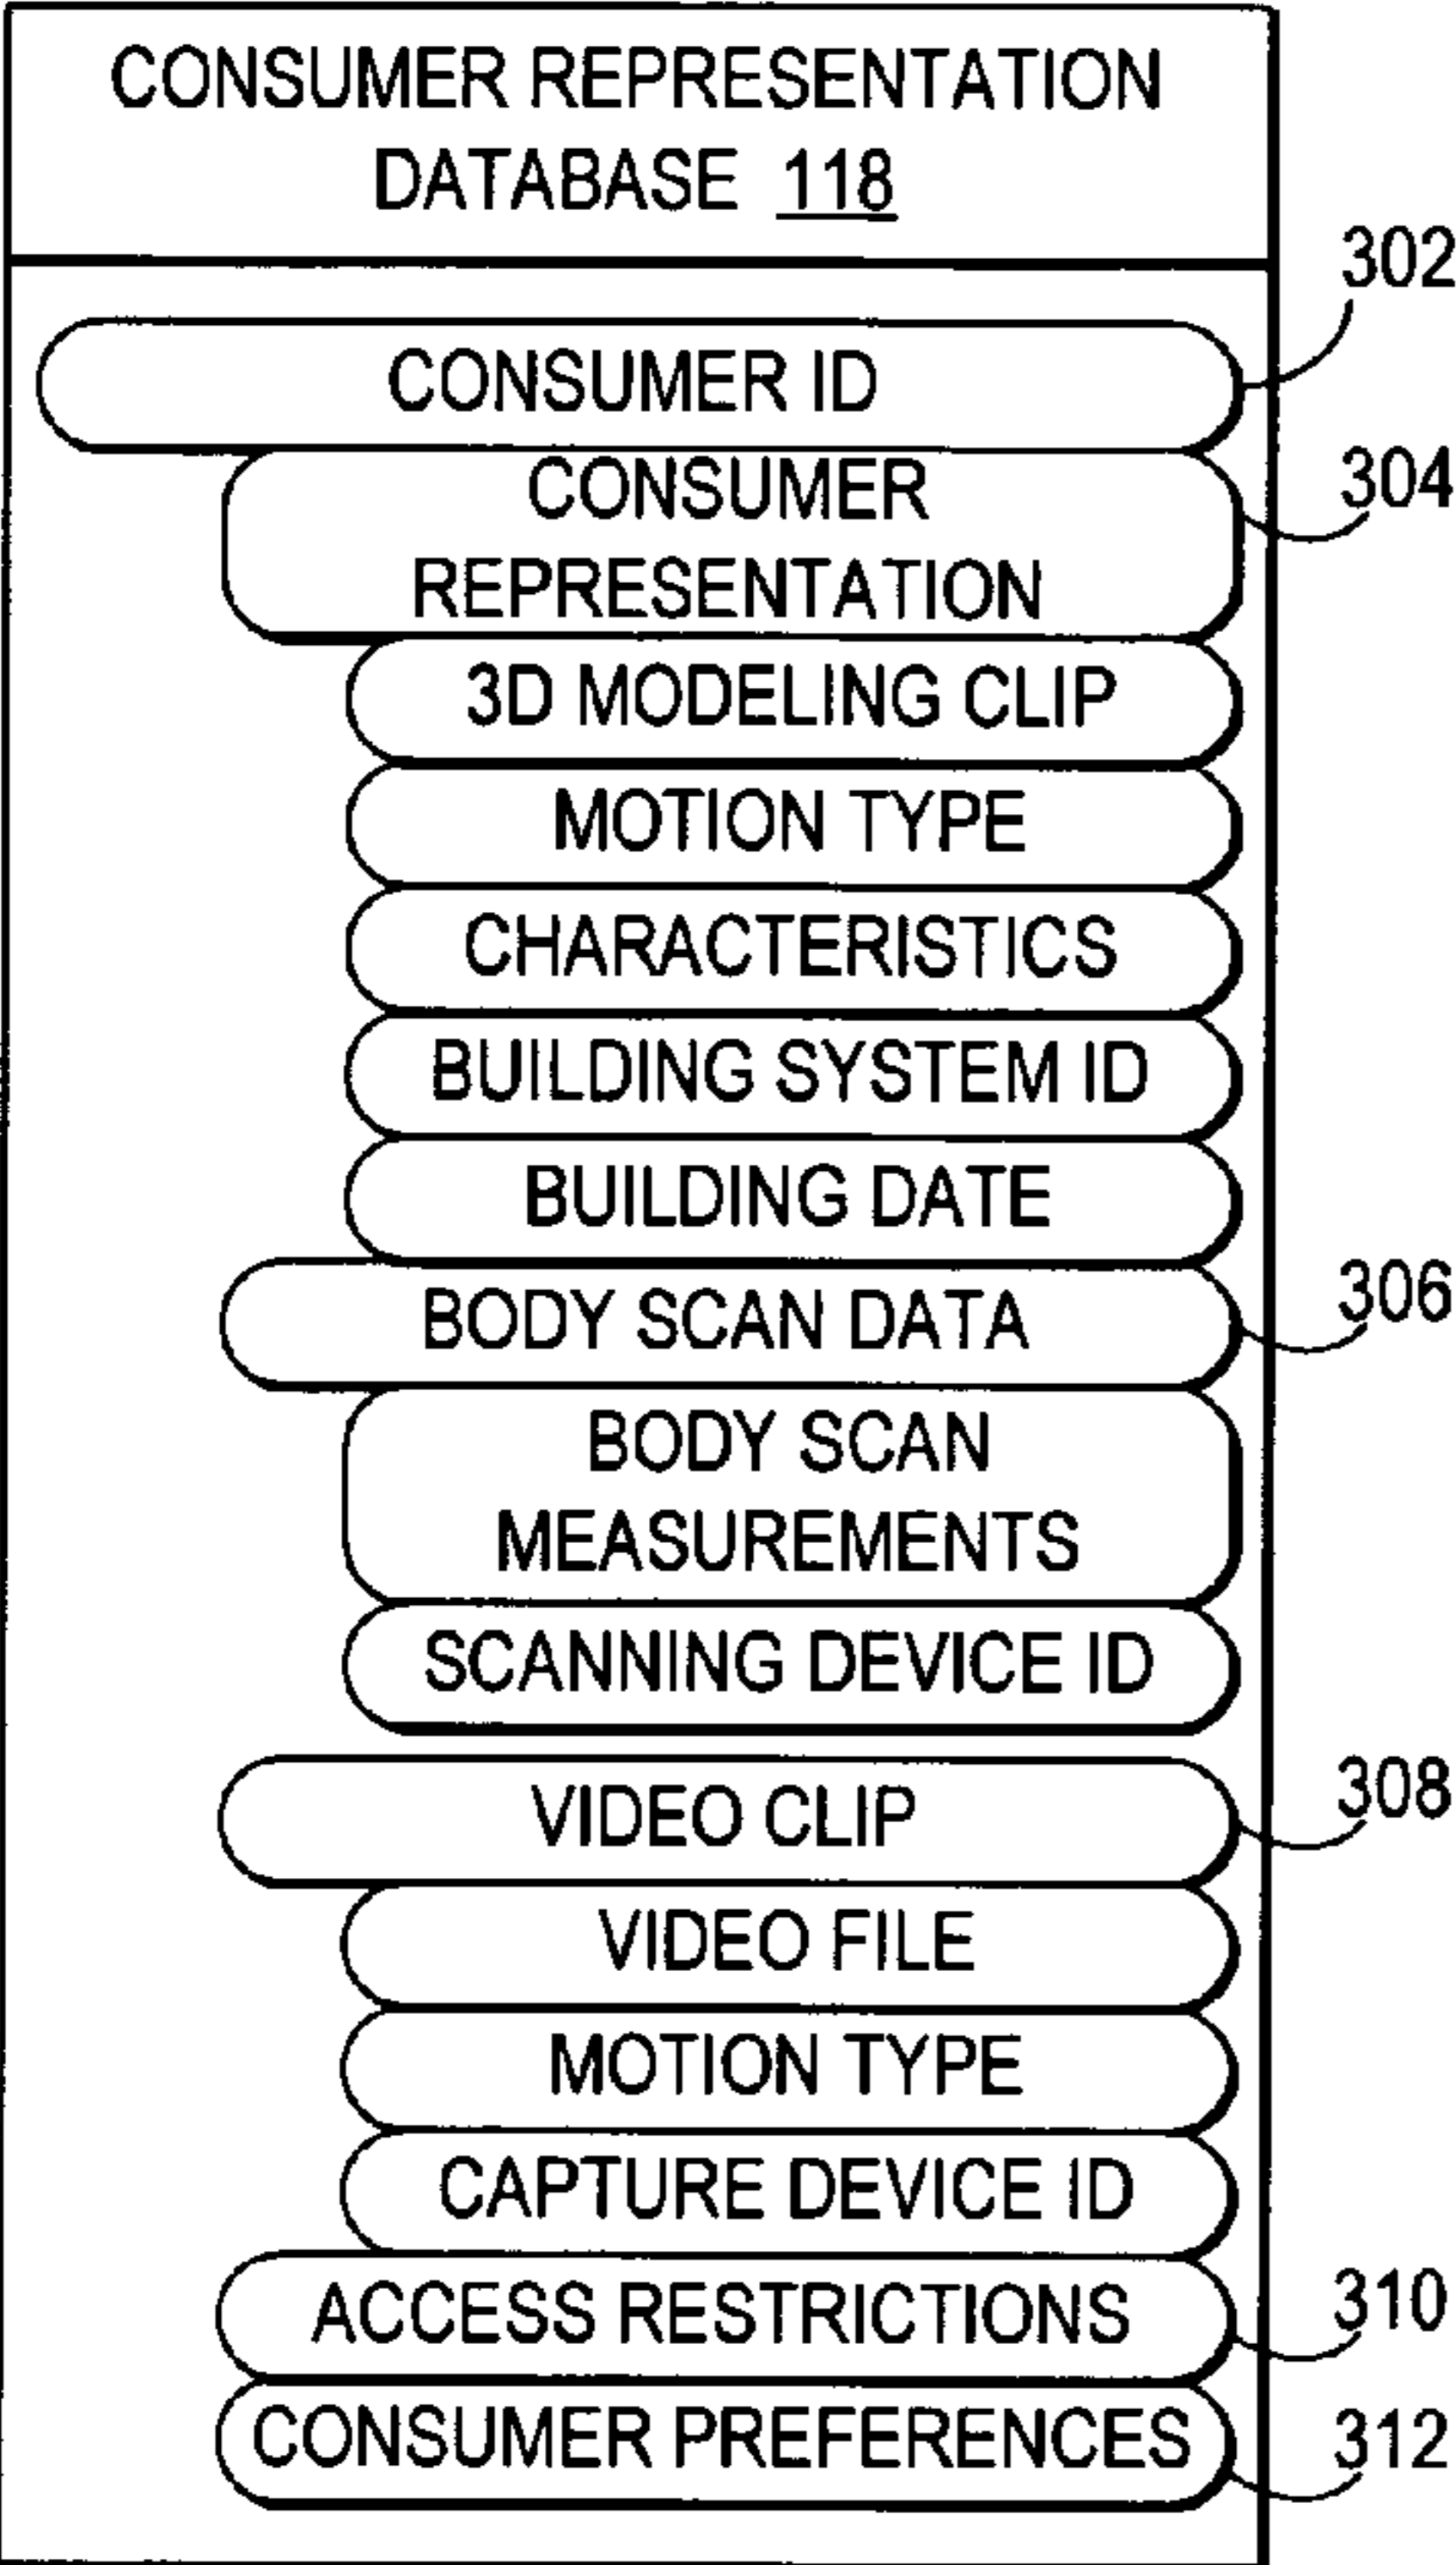 CONSUMER REPRESENTATION
DATABASE 118
302
CONSUMER ID
304
CONSUMER
REPRESENTATION
3D MODELING CLIP
MOTION TYPE
CHARACTERISTICS
BUILDING SYSTEM ID
BUILDING DATE
306
BODY SCAN DATA
BODY SCAN
MEASUREMENTS
SCANNING DEVICE ID
308
VIDEO CLIP
VIDEO FILE
MOTION TYPE
CAPTURE DEVICE ID
310
ACCESS RESTRICTIONS
312
CONSUMER PREFERENCES